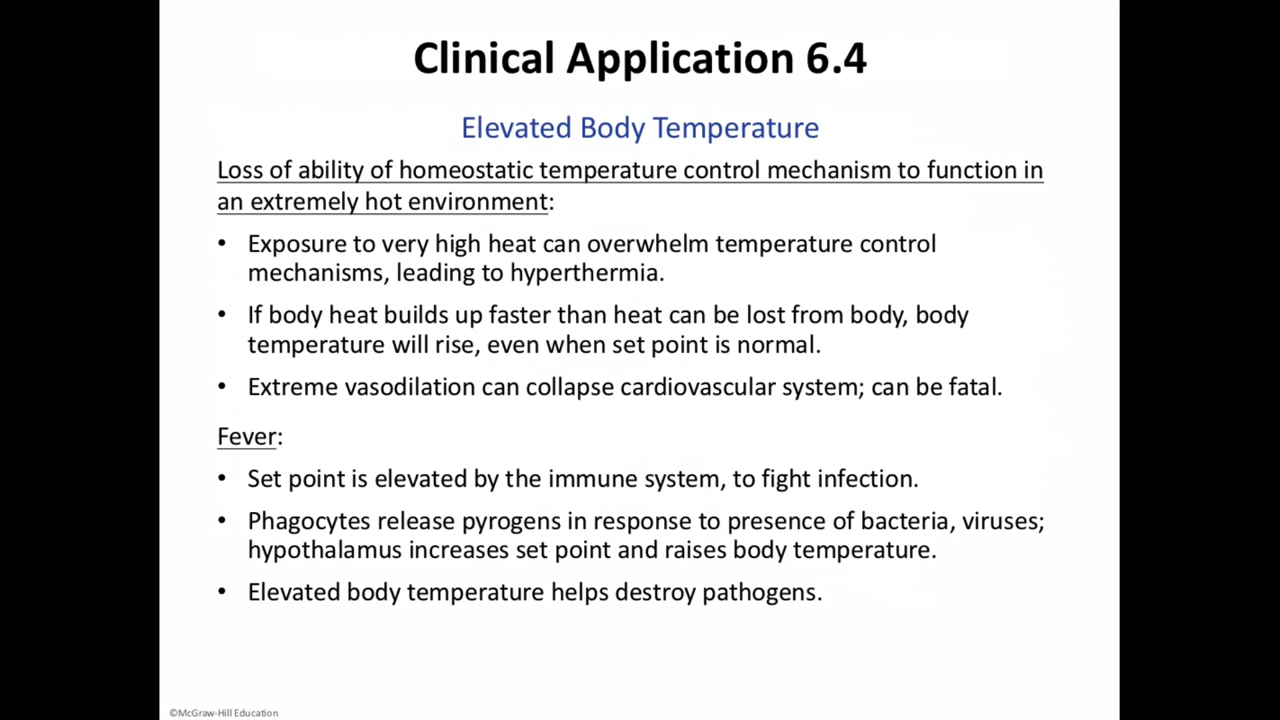 Clinical Application 6.4
Elevated Body Temperature
Loss of ability of homeostatic temperature control mechanism to function in
an extremely hot environment:
• Exposure to very high heat can overwhelm temperature control
mechanisms, leading to hyperthermia.
• If body heat builds up faster than heat can be lost from body, body
temperature will rise, even when set point is normal.
• Extreme vasodilation can collapse cardiovascular system; can be fatal.
Fever:
• Set point is elevated by the immune system, to fight infection.
• Phagocytes release pyrogens in response to presence of bacteria, viruses;
hypothalamus increases set point and raises body temperature.
• Elevated body temperature helps destroy pathogens.
©McGraw-Hill Education